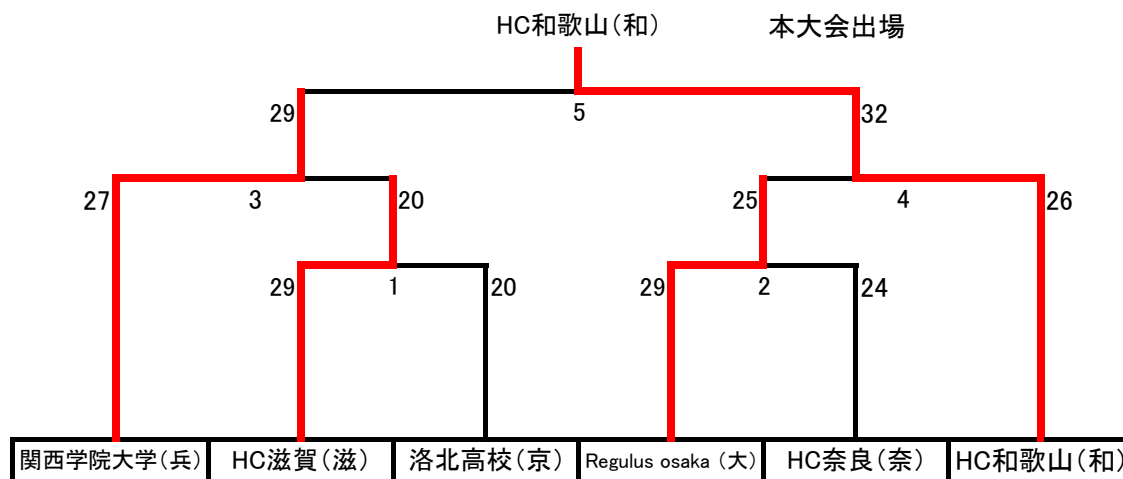 HC和歌山(和) 本大会出場
29 5 32
27 3 20 25 4 26
29 1 20 29 2 24
関西学院大学(兵) HC滋賀(滋) 洛北高校(京) Regulus osaka (大) HC奈良(奈) HC和歌山(和)